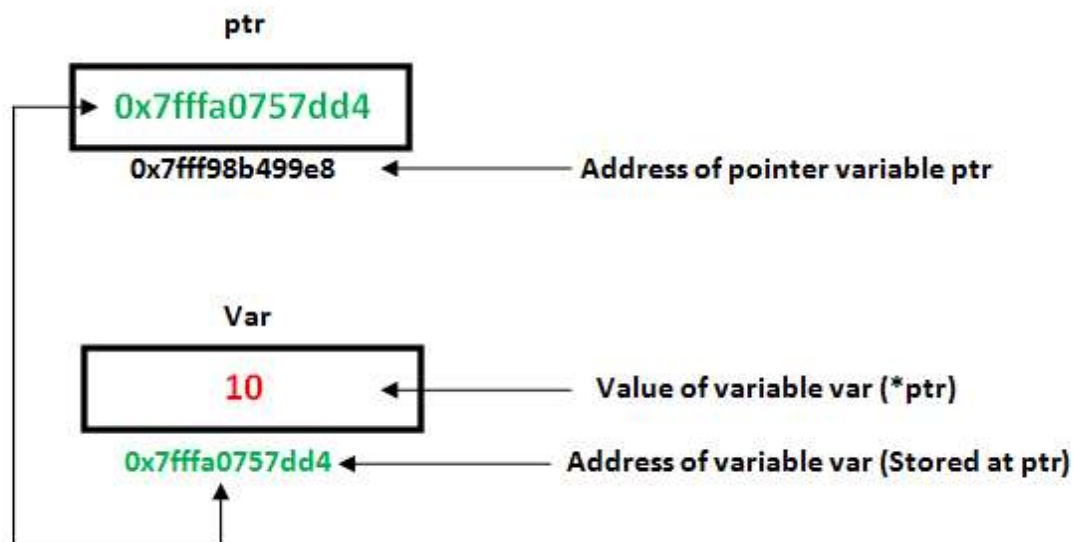 ptr
0x7fffa0757dd4
0x7fff98b499e8
Address of pointer variable ptr
Var
10
Value of variable var (*ptr)
0x7fffa0757dd4
Address of variable var (Stored at ptr)